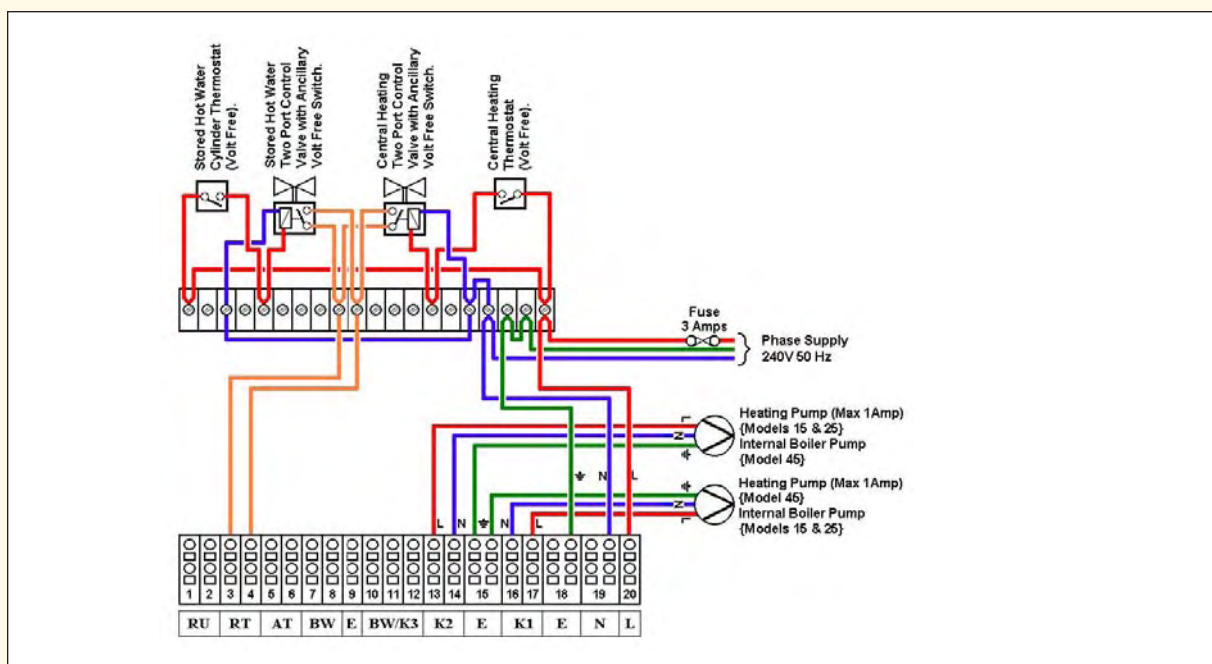 Stored Hot Water
Cylinder Thermostat
(Volt Free).
Stored Hot Water
Two Port Control
Valve with Ancillary
Volt Free Switch.
Central Heating
Two Port Control
Valve with Ancillary
Volt Free Switch.
Central Heating
Thermostat
(Volt Free).
Fuse
3 Amps
Phase Supply
240V 50 Hz
L
N
Heating Pump (Max 1Amp)
{Models 15 & 25}
Internal Boiler Pump
{Model 45}
N L
Heating Pump (Max 1Amp)
{Model 45}
Internal Boiler Pump
{Models 15 & 25}
N
L
L N N L
1 2 3 4 5 6 7 8 9 10 11 12 13 14 15 16 17 18 19 20
RU RT AT BW E BW/K3 K2 E K1 E N L